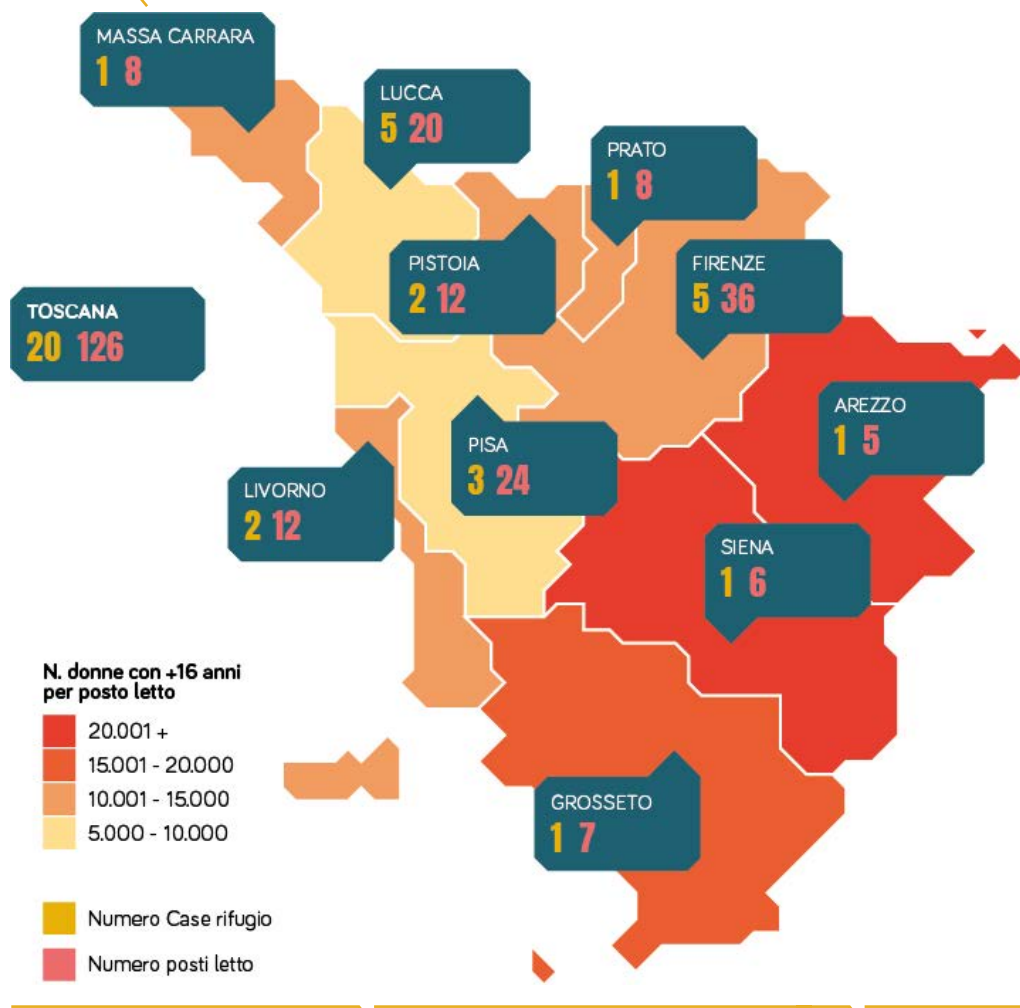 MASSA CARRARA
1 8
LUCCA
5 20
PRATO
1 8
PISTOIA
2 12
FIRENZE
5 36
TOSCANA
20 126
AREZZO
1 5
PISA
3 24
LIVORNO
2 12
SIENA
1 6
N. donne con +16 anni
per posto letto
20.001 +
15.001 - 20.000
10.001 - 15.000
5.000 - 10.000
GROSSETO
1 7
Numero Case rifugio
Numero posti letto